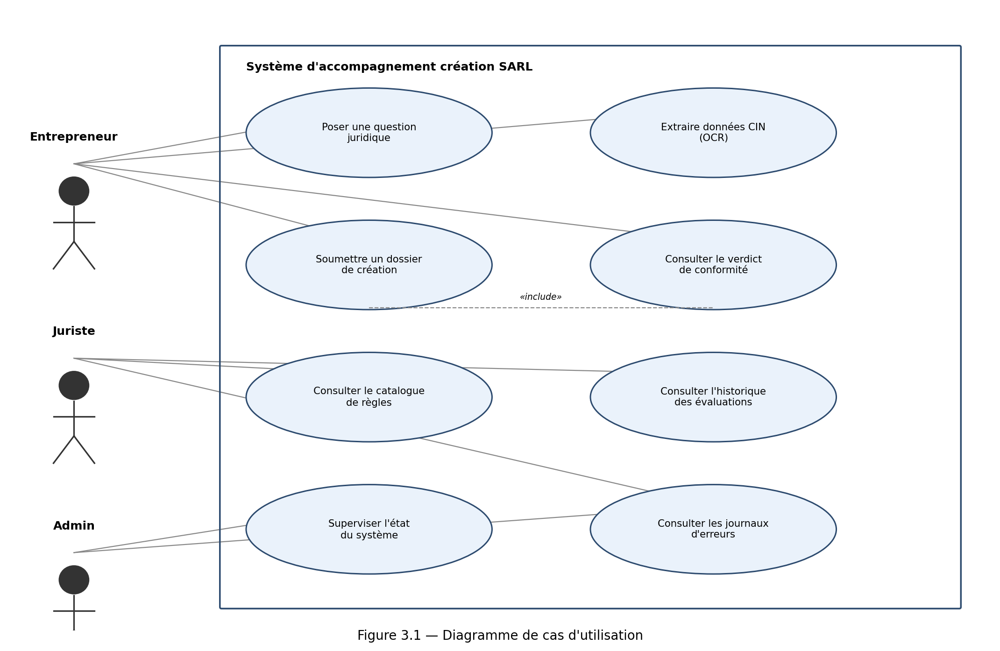 Système d'accompagnement création SARL
Entrepreneur
Poser une question
juridique
Extraire données CIN
(OCR)
Soumettre un dossier
de création
Consulter le verdict
de conformité
«include»
Juriste
Consulter le catalogue
de règles
Consulter l'historique
des évaluations
Admin
Superviser l'état
du système
Consulter les journaux
d'erreurs
Figure 3.1 — Diagramme de cas d'utilisation